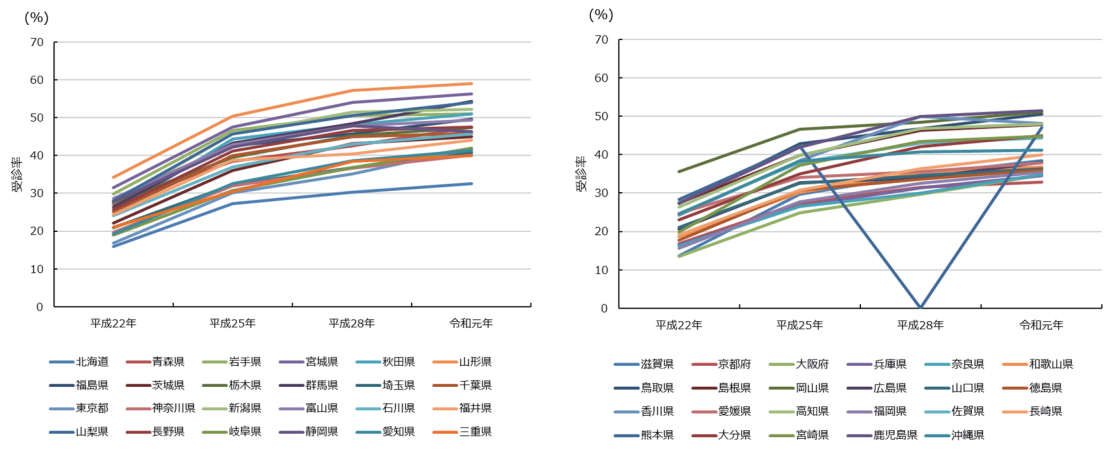 (%)
70
60
50
40
30
20
10
0
受診率
平成22年 平成25年 平成28年 令和元年
北海道 青森県 岩手県 宮城県 秋田県 山形県
福島県 茨城県 栃木県 群馬県 埼玉県 千葉県
東京都 神奈川県 新潟県 富山県 石川県 福井県
山梨県 長野県 岐阜県 静岡県 愛知県 三重県
(%)
70
60
50
40
30
20
10
0
受診率
平成22年 平成25年 平成28年 令和元年
滋賀県 京都府 大阪府 兵庫県 奈良県 和歌山県
鳥取県 島根県 岡山県 広島県 山口県 徳島県
香川県 愛媛県 高知県 福岡県 佐賀県 長崎県
熊本県 大分県 宮崎県 鹿児島県 沖縄県